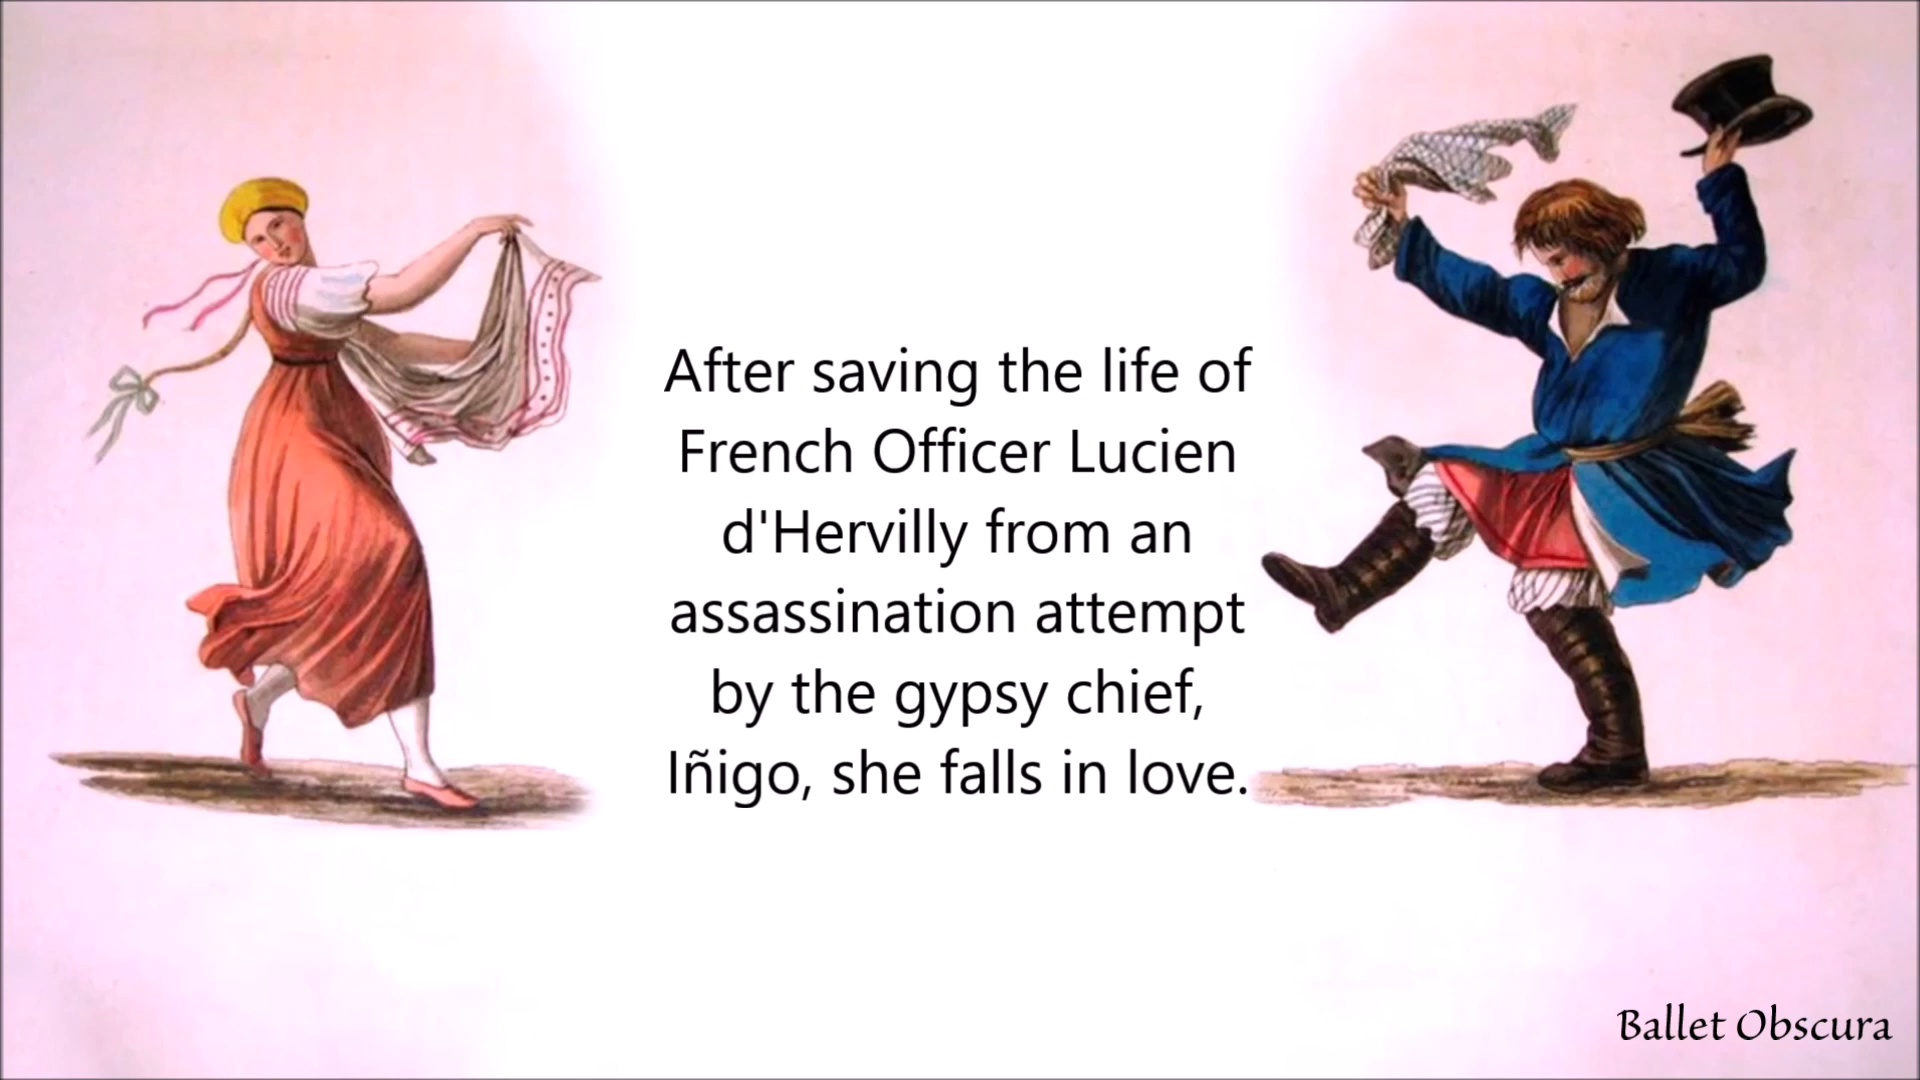 After saving the life of
French Officer Lucien
d'Hervilly from an
assassination attempt
by the gypsy chief,
Iñigo, she falls in love.
Ballet Obscura